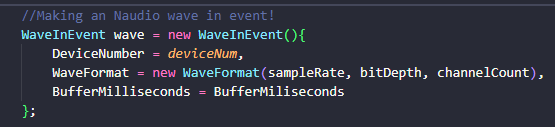 //Making an Naudio wave in event!
WaveInEvent wave = new WaveInEvent(){
DeviceNumber = deviceNum,
WaveFormat = new WaveFormat(sampleRate, bitDepth, channelCount),
BufferMilliseconds = BufferMiliseconds
};